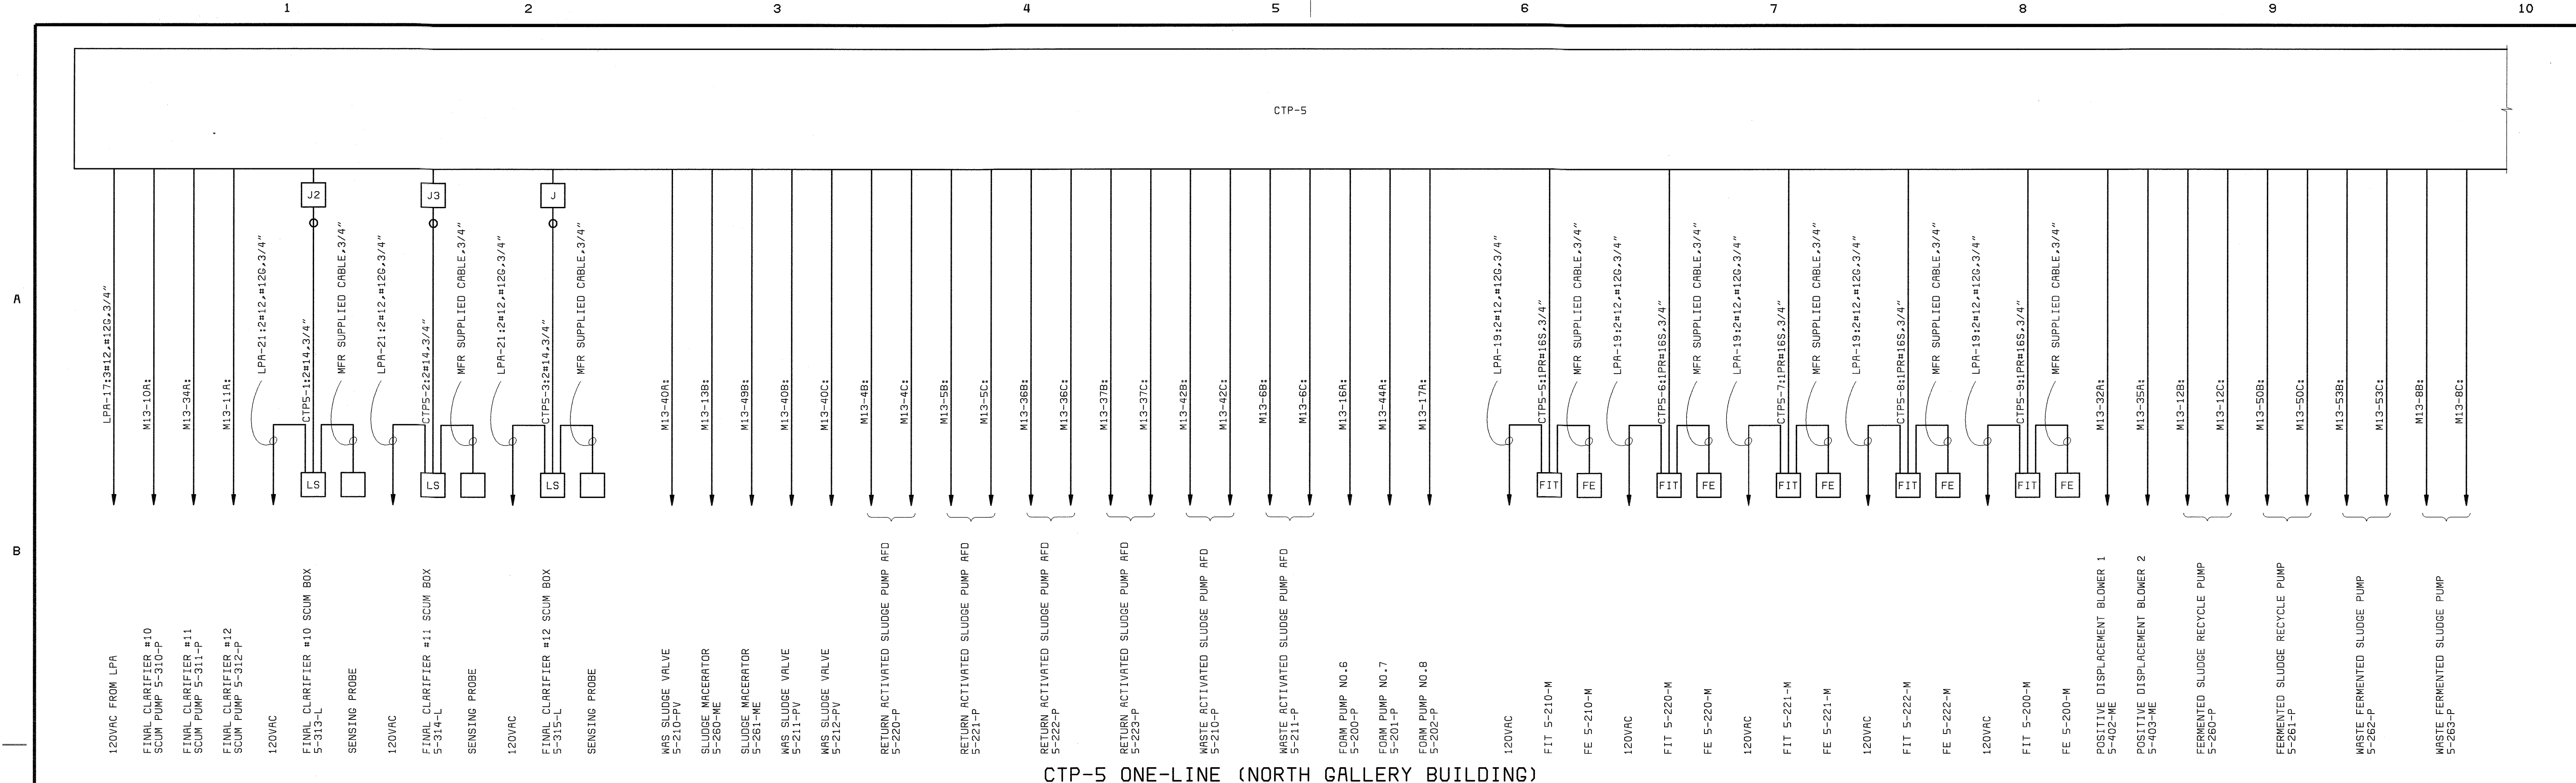 1 2 3 4 5 6 7 8 9 10
A
B
CTP-5
J2
J3
J
LPA-17:3#12,#12G,3/4"
M13-10A:
M13-34A:
M13-11A:
LPA-21:2#12,#12G,3/4"
CTP5-1:2#14,3/4"
MFR SUPPLIED CABLE,3/4"
LPA-21:2#12,#12G,3/4"
CTP5-2:2#14,3/4"
MFR SUPPLIED CABLE,3/4"
LPA-21:2#12,#12G,3/4"
CTP5-3:2#14,3/4"
MFR SUPPLIED CABLE,3/4"
M13-40A:
M13-13B:
M13-49B:
M13-40B:
M13-40C:
M13-4B:
M13-4C:
M13-5B:
M13-5C:
M13-36B:
M13-36C:
M13-37B:
M13-37C:
M13-42B:
M13-42C:
M13-6B:
M13-6C:
M13-16A:
M13-44A:
M13-17A:
LPA-19:2#12,#12G,3/4"
CTP5-5:1PR#16S,3/4"
MFR SUPPLIED CABLE,3/4"
LPA-19:2#12,#12G,3/4"
CTP5-6:1PR#16S,3/4"
MFR SUPPLIED CABLE,3/4"
LPA-19:2#12,#12G,3/4"
CTP5-7:1PR#16S,3/4"
MFR SUPPLIED CABLE,3/4"
LPA-19:2#12,#12G,3/4"
CTP5-8:1PR#16S,3/4"
MFR SUPPLIED CABLE,3/4"
LPA-19:2#12,#12G,3/4"
CTP5-9:1PR#16S,3/4"
MFR SUPPLIED CABLE,3/4"
M13-32A:
M13-35A:
M13-12B:
M13-12C:
M13-50B:
M13-50C:
M13-53B:
M13-53C:
M13-8B:
M13-8C:
LS
LS
LS
FIT
FE
FIT
FE
FIT
FE
FIT
FE
FIT
FE
120VAC FROM LPA
FINAL CLARIFIER #10
SCUM PUMP 5-310-P
FINAL CLARIFIER #11
SCUM PUMP 5-311-P
FINAL CLARIFIER #12
SCUM PUMP 5-312-P
120VAC
FINAL CLARIFIER #10 SCUM BOX
5-313-L
SENSING PROBE
120VAC
FINAL CLARIFIER #11 SCUM BOX
5-314-L
SENSING PROBE
120VAC
FINAL CLARIFIER #12 SCUM BOX
5-315-L
SENSING PROBE
WAS SLUDGE VALVE
5-210-PV
SLUDGE MACERATOR
5-260-ME
SLUDGE MACERATOR
5-261-ME
WAS SLUDGE VALVE
5-211-PV
WAS SLUDGE VALVE
5-212-PV
RETURN ACTIVATED SLUDGE PUMP AFD
5-220-P
RETURN ACTIVATED SLUDGE PUMP AFD
5-221-P
RETURN ACTIVATED SLUDGE PUMP AFD
5-222-P
RETURN ACTIVATED SLUDGE PUMP AFD
5-223-P
WASTE ACTIVATED SLUDGE PUMP AFD
5-210-P
WASTE ACTIVATED SLUDGE PUMP AFD
5-211-P
FOAM PUMP NO.6
5-200-P
FOAM PUMP NO.7
5-201-P
FOAM PUMP NO.8
5-202-P
120VAC
FIT 5-210-M
FE 5-210-M
120VAC
FIT 5-220-M
FE 5-220-M
120VAC
FIT 5-221-M
FE 5-221-M
120VAC
FIT 5-222-M
FE 5-222-M
120VAC
FIT 5-200-M
FE 5-200-M
POSITIVE DISPLACEMENT BLOWER 1
5-402-ME
POSITIVE DISPLACEMENT BLOWER 2
5-403-ME
FERMENTED SLUDGE RECYCLE PUMP
5-260-P
FERMENTED SLUDGE RECYCLE PUMP
5-261-P
WASTE FERMENTED SLUDGE PUMP
5-262-P
WASTE FERMENTED SLUDGE PUMP
5-263-P
CTP-5 ONE-LINE (NORTH GALLERY BUILDING)